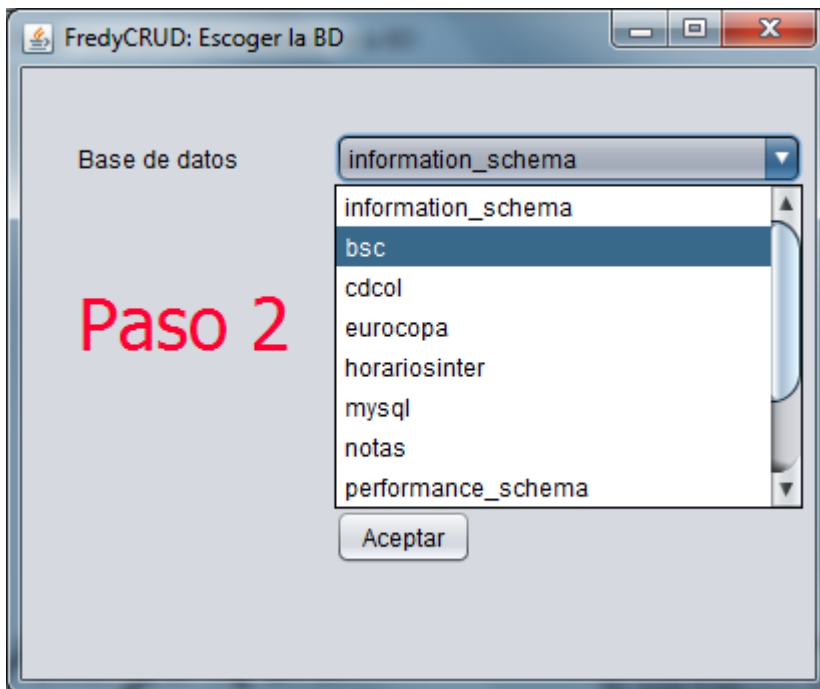 FredyCRUD: Escoger la BD
Base de datos
information_schema
information_schema
bsc
cdcol
eurocopa
horariosinter
mysql
notas
performance_schema
Paso 2
Aceptar